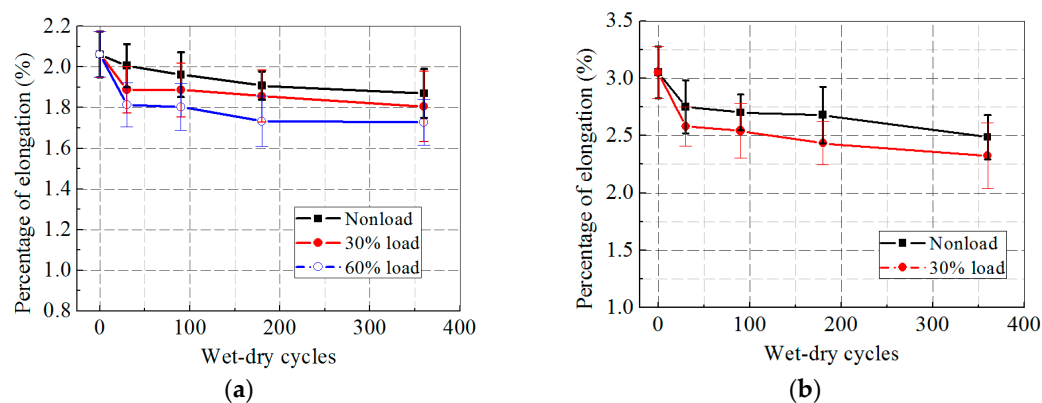 Percentage of elongation (%)
2.2
2.0
1.8
1.6
1.4
1.2
1.0
0.8
0
100
200
300
400
Wet-dry cycles
Nonload
30% load
60% load
(a)
Percentage of elongation (%)
3.5
3.0
2.5
2.0
1.5
1.0
0
100
200
300
400
Wet-dry cycles
Nonload
30% load
(b)